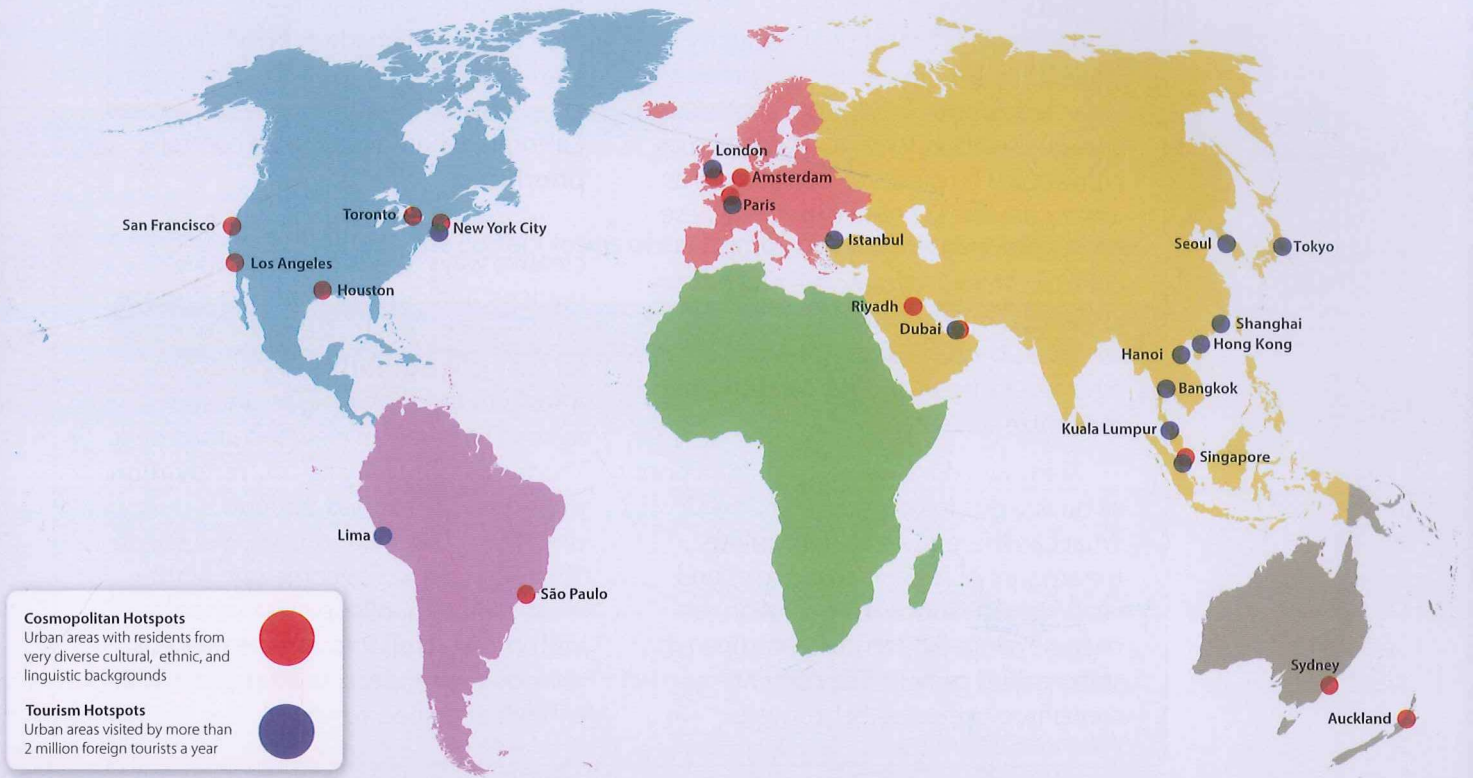 London
Amsterdam
Paris
Istanbul
San Francisco
Toronto
New York City
Los Angeles
Houston
Seoul
Tokyo
Riyadh
Dubai
Shanghai
Hong Kong
Hanoi
Bangkok
Kuala Lumpur
Singapore
Lima
São Paulo
Sydney
Auckland
Cosmopolitan Hotspots
Urban areas with residents from
very diverse cultural, ethnic, and
linguistic backgrounds
Tourism Hotspots
Urban areas visited by more than
2 million foreign tourists a year